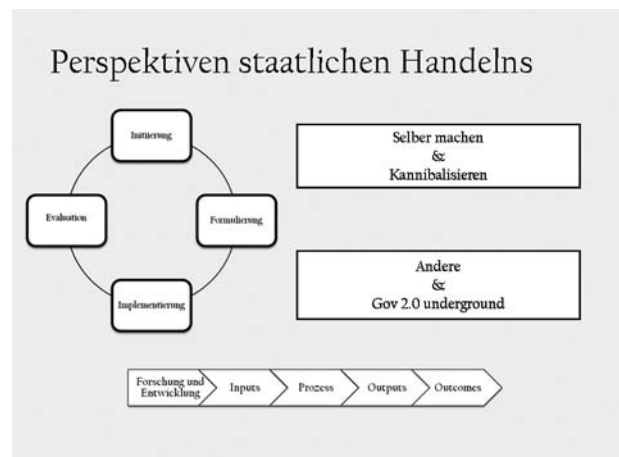 Perspektiven staatlichen Handelns
Initiierung
Evaluation
Formulierung
Implementierung
Selber machen
&
Kannibalisieren
Andere
&
Gov 2.0 underground
Forschung und
Entwicklung
Inputs
Prozess
Outputs
Outcomes